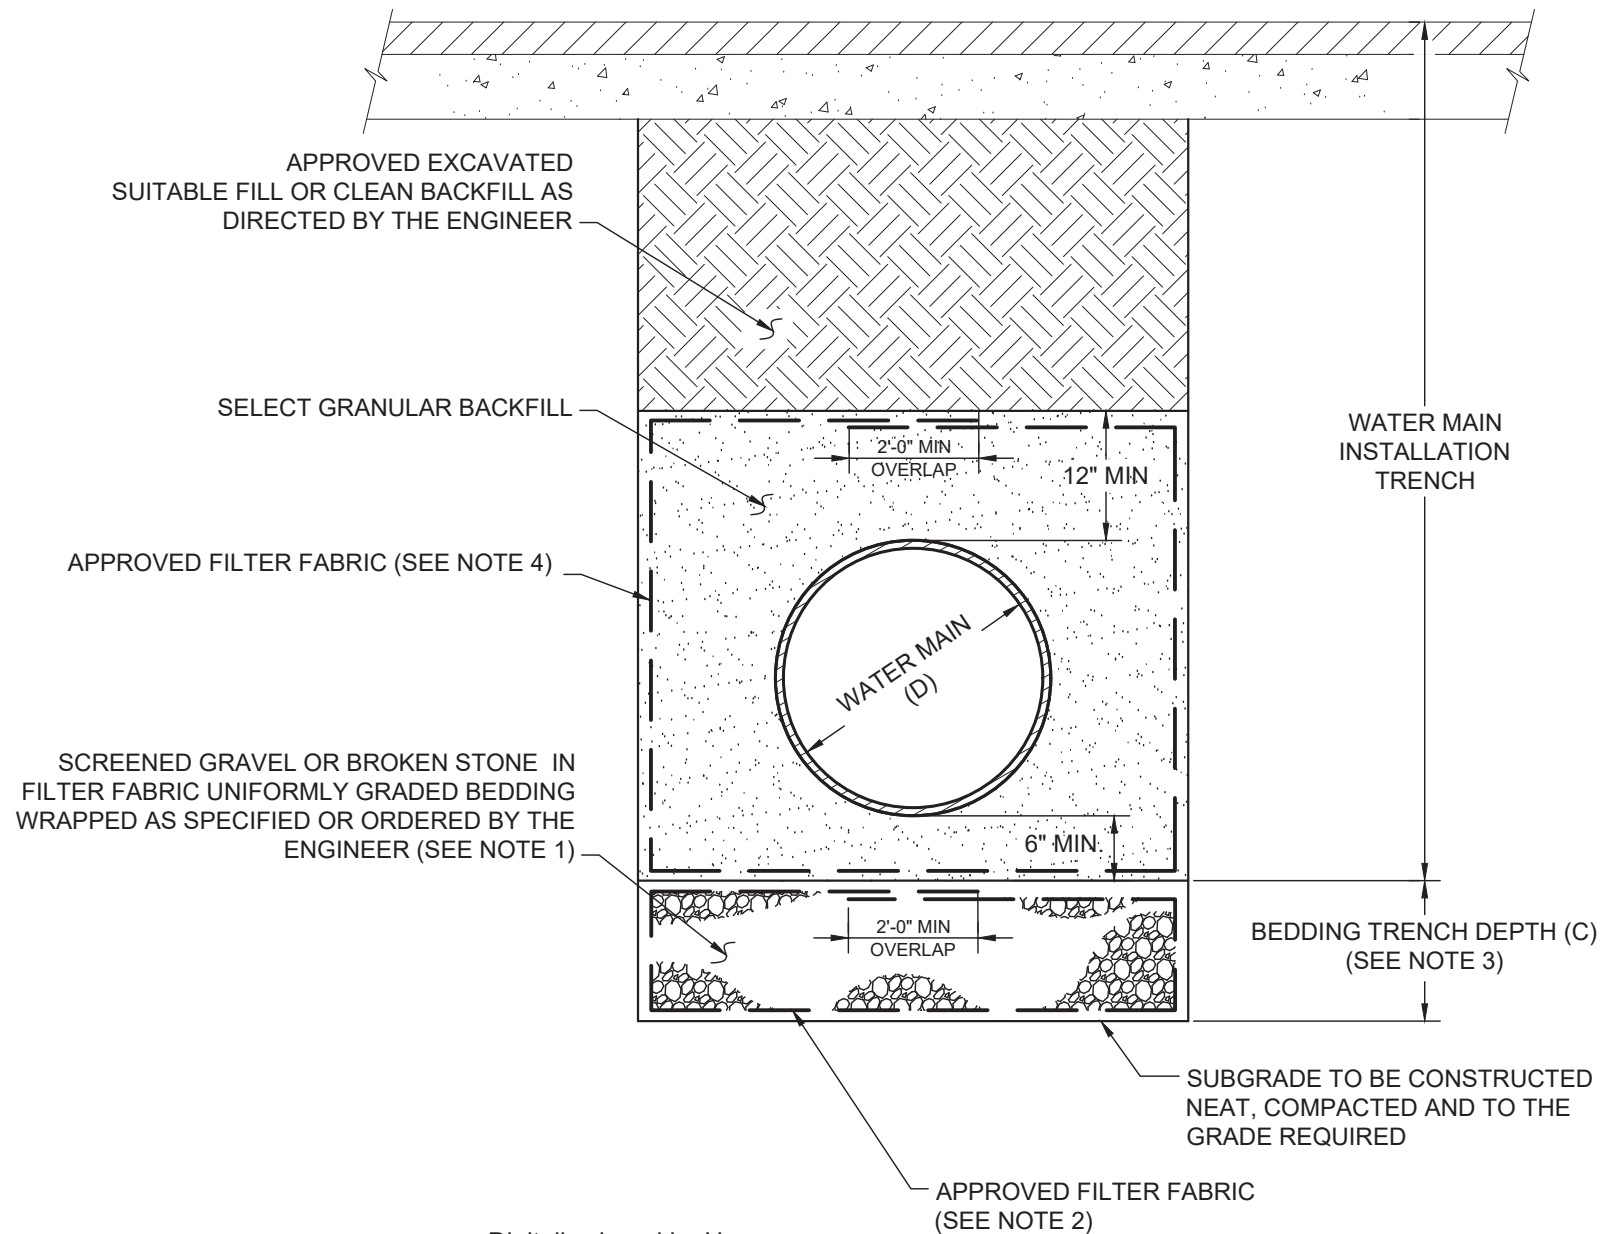 APPROVED EXCAVATED
SUITABLE FILL OR CLEAN BACKFILL AS
DIRECTED BY THE ENGINEER
SELECT GRANULAR BACKFILL
2'-0" MIN
OVERLAP
12" MIN
WATER MAIN
INSTALLATION
TRENCH
APPROVED FILTER FABRIC (SEE NOTE 4)
WATER MAIN
(D)
SCREENED GRAVEL OR BROKEN STONE IN
FILTER FABRIC UNIFORMLY GRADED BEDDING
WRAPPED AS SPECIFIED OR ORDERED BY THE
ENGINEER (SEE NOTE 1)
6" MIN.
2'-0" MIN
OVERLAP
BEDDING TRENCH DEPTH (C)
(SEE NOTE 3)
SUBGRADE TO BE CONSTRUCTED
NEAT, COMPACTED AND TO THE
GRADE REQUIRED
APPROVED FILTER FABRIC
(SEE NOTE 2)